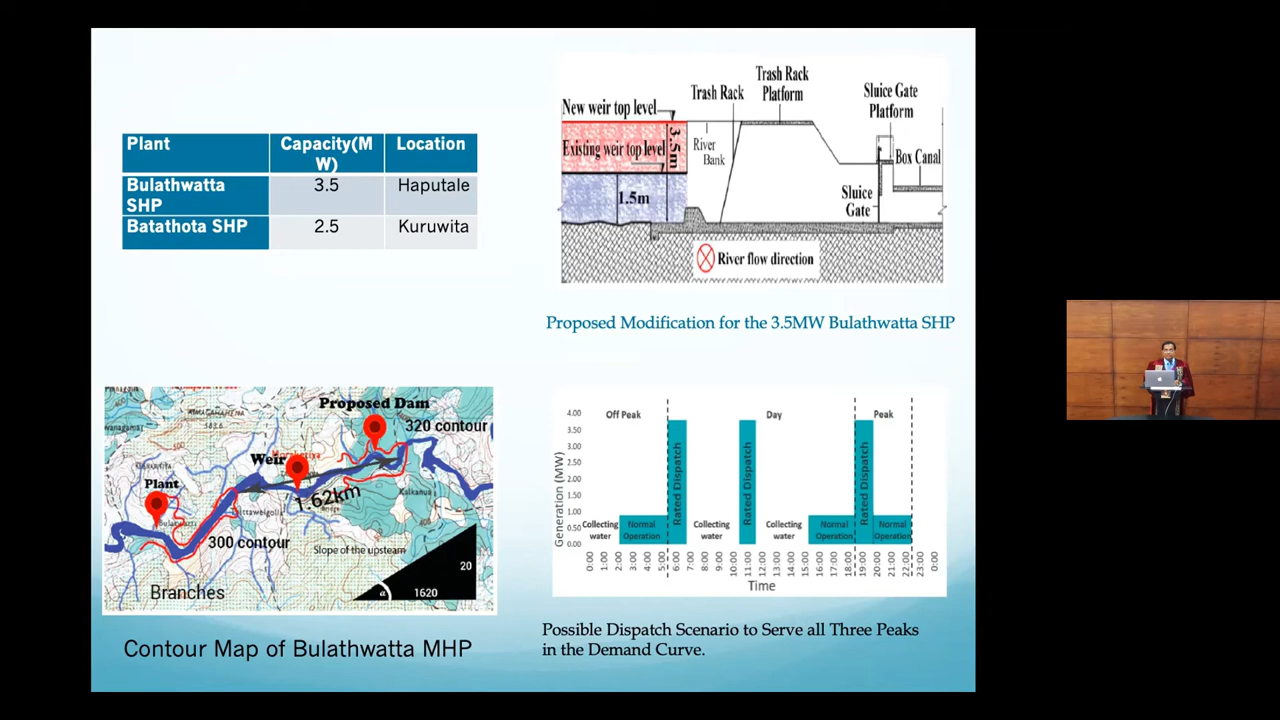 Plant
Capacity(M
W)
Location
Bulathwatta
SHP
3.5
Haputale
Batathota SHP
2.5
Kuruwita
New weir top level
Existing weir top level
3.5m
1.5m
Trash Rack
Trash Rack
Platform
River
Bank
Sluice Gate
Platform
Box Canal
Sluice
Gate
River flow direction
Proposed Modification for the 3.5MW Bulathwatta SHP
Proposed Dam
320 contour
Weir
Plant
1.62km
300 contour
Slope of the upsteam
Branches
α
20
1620
Contour Map of Bulathwatta MHP
Generation (MW)
4.00
3.50
3.00
2.50
2.00
1.50
1.00
0.50
0.00
Off Peak
Day
Peak
Collecting
water
Normal
Operation
Rated Dispatch
Collecting
water
Rated Dispatch
Collecting
water
Normal
Operation
Rated Dispatch
Normal
Operation
0:00 1:00 2:00 3:00 4:00 5:00 6:00 7:00 8:00 9:00 10:00 11:00 12:00 13:00 14:00 15:00 16:00 17:00 18:00 19:00 20:00 21:00 22:00 23:00 0:00
Time
Possible Dispatch Scenario to Serve all Three Peaks
in the Demand Curve.